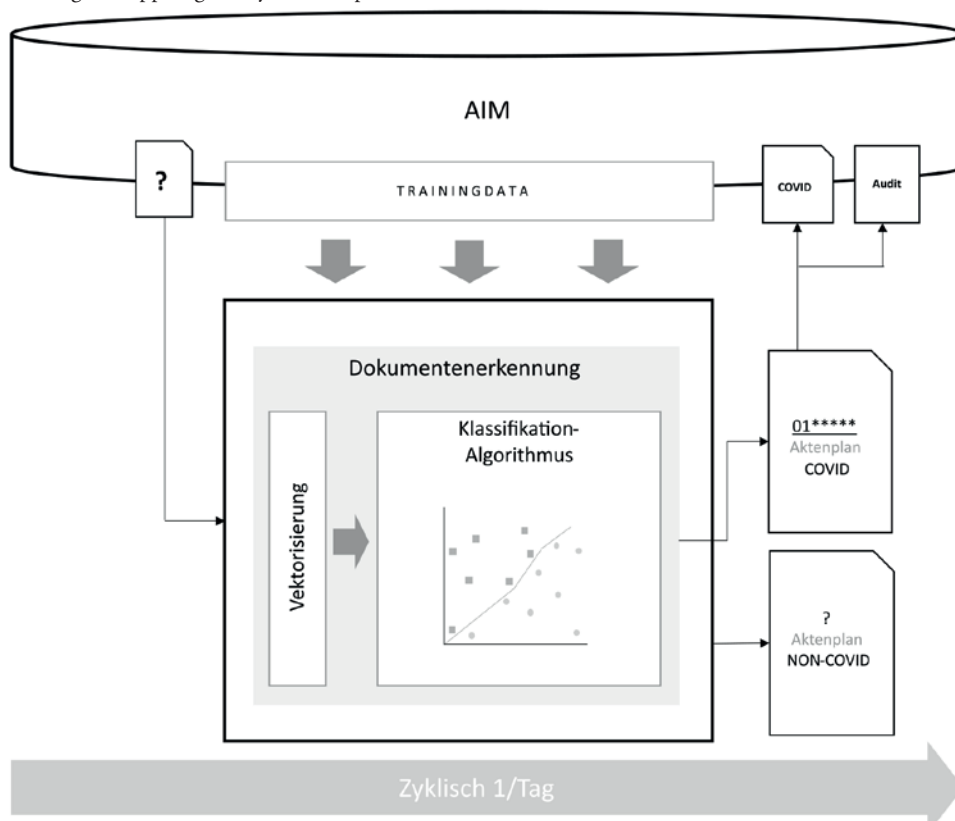 AIM
?
TRAININGDATA
COVID
Audit
Dokumentenerkennung
Vektorisierung
Klassifikation-
Algorithmus
01*****
Aktenplan
COVID
?
Aktenplan
NON-COVID
Zyklisch 1/Tag